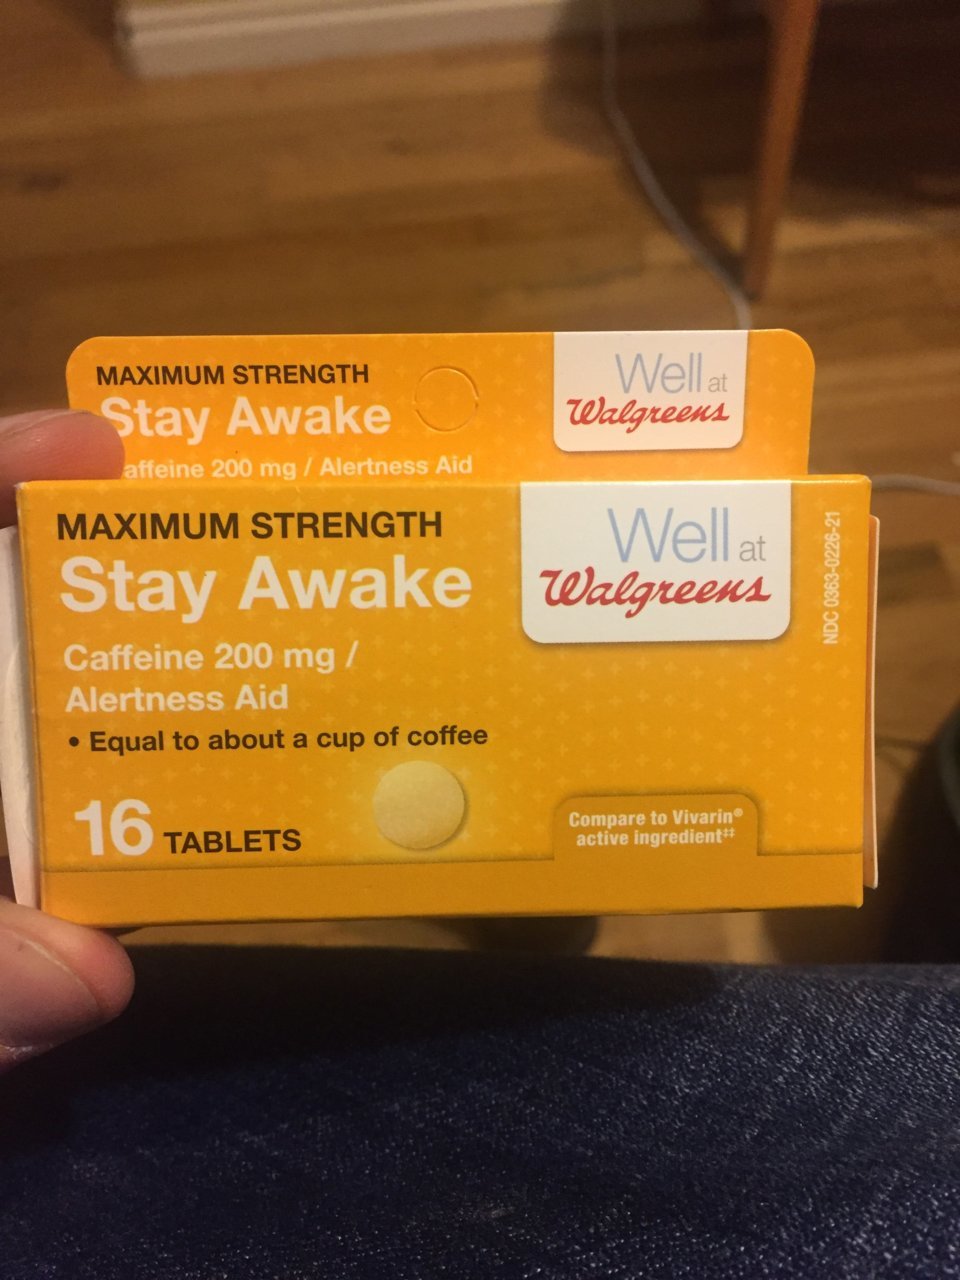 MAXIMUM STRENGTH
Stay Awake
affeine 200 mg / Alertness Aid
Well at
Walgreens
MAXIMUM STRENGTH
Stay Awake
Caffeine 200 mg /
Alertness Aid
• Equal to about a cup of coffee
16 TABLETS
Well at
Walgreens
NDC 0363-0226-21
Compare to Vivarin®
active ingredient‡‡